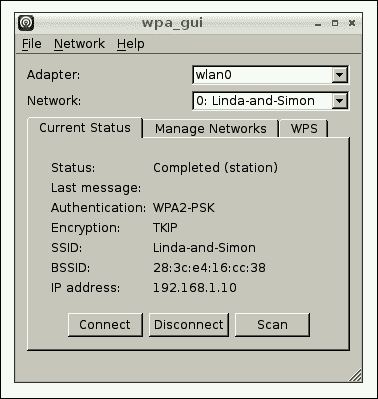 wpa_gui
File Network Help
Adapter: wlan0
Network: 0: Linda-and-Simon
Current Status Manage Networks WPS
Status: Completed (station)
Last message:
Authentication: WPA2-PSK
Encryption: TKIP
SSID: Linda-and-Simon
BSSID: 28:3c:e4:16:cc:38
IP address: 192.168.1.10
Connect Disconnect Scan